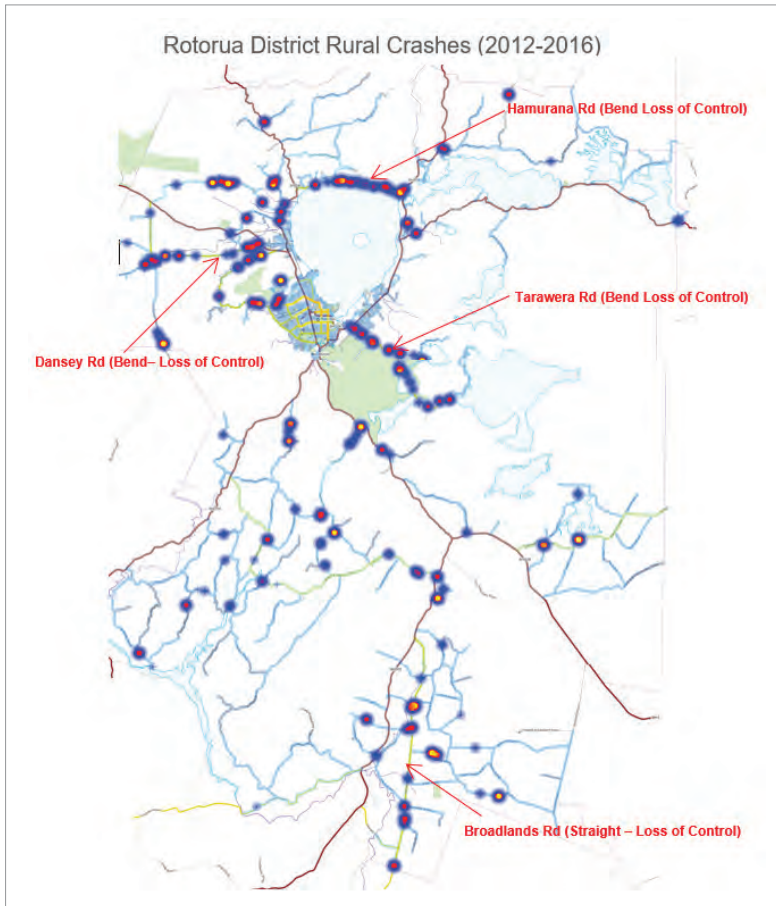 Rotorua District Rural Crashes (2012-2016)
Hamurana Rd (Bend Loss of Control)
Tarawera Rd (Bend Loss of Control)
Dansey Rd (Bend– Loss of Control)
Broadlands Rd (Straight – Loss of Control)